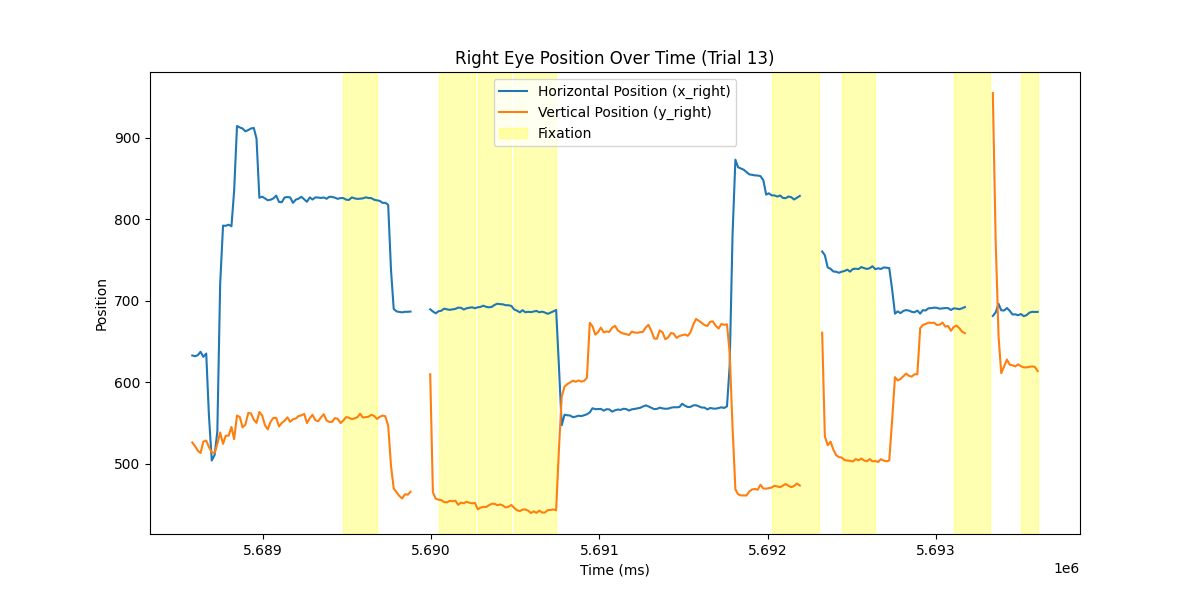 Right Eye Position Over Time (Trial 13)
Horizontal Position (x_right)
Vertical Position (y_right)
Fixation
Position
900
800
700
600
500
5.689 5.690 5.691 5.692 5.693
Time (ms)
1e6